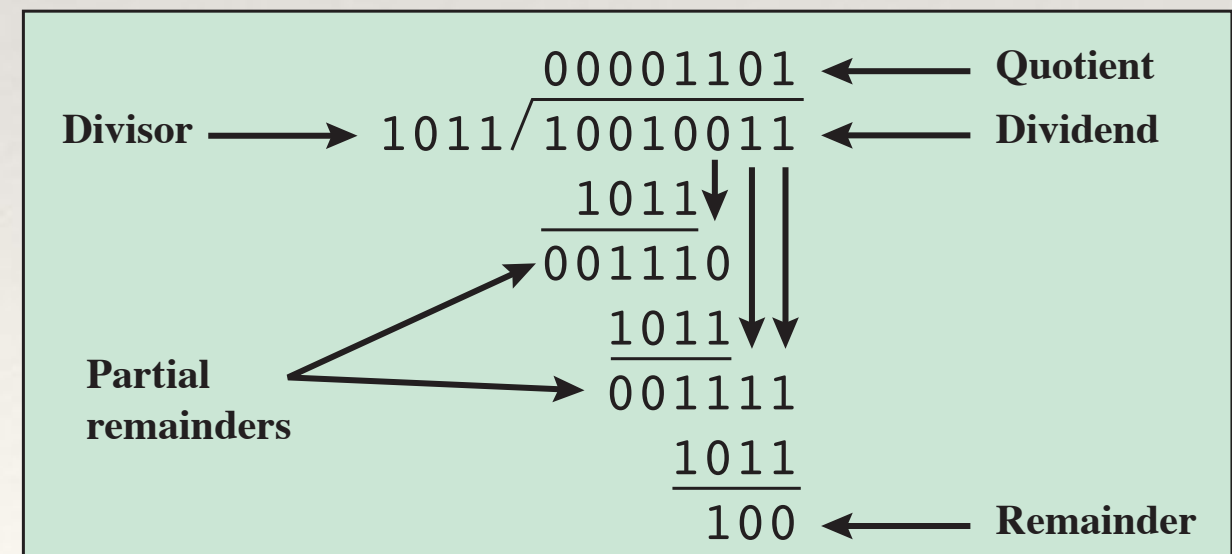 00001101 Quotient
Divisor 1011 10010011 Dividend
1011
001110
1011
Partial
remainders
001111
1011
100 Remainder